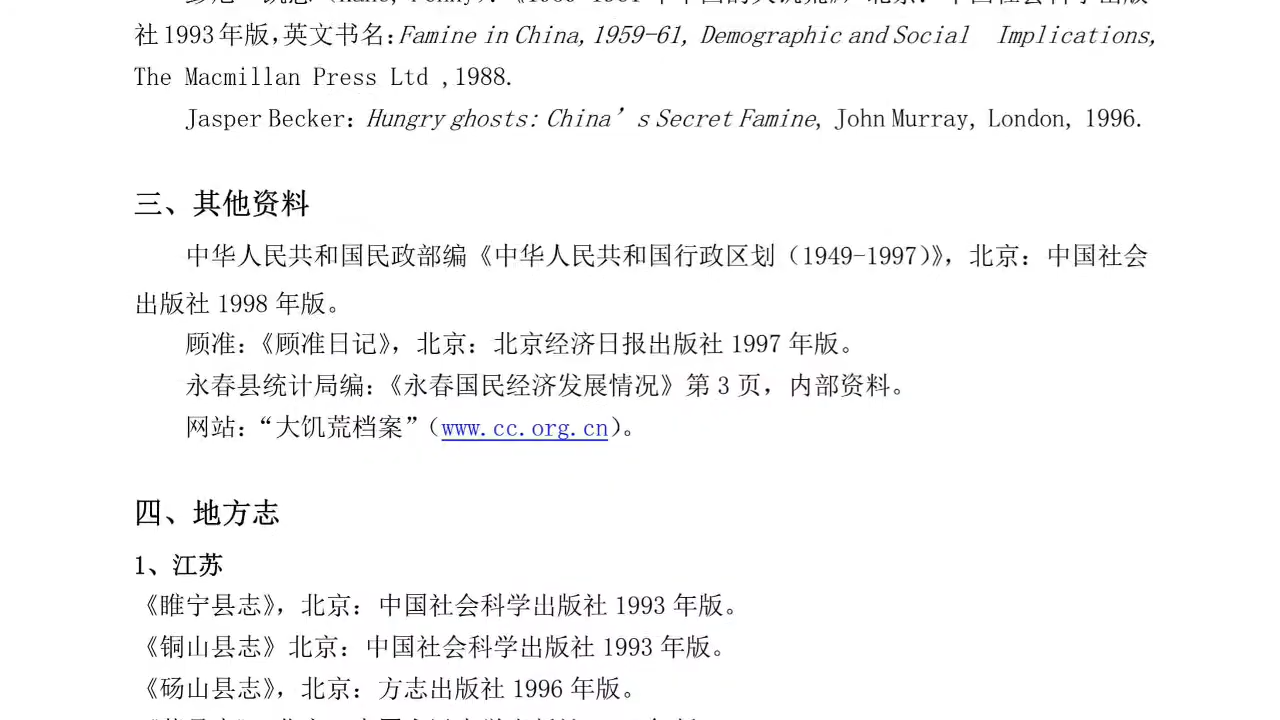 社1993年版，英文书名：Famine in China, 1959-61, Demographic and Social Implications,
The Macmillan Press Ltd ,1988.
Jasper Becker：Hungry ghosts: China’s Secret Famine, John Murray, London, 1996.
三、其他资料
中华人民共和国民政部编《中华人民共和国行政区划（1949-1997）》，北京：中国社会
出版社 1998 年版。
顾准：《顾准日记》，北京：北京经济日报出版社 1997 年版。
永春县统计局编：《永春国民经济发展情况》第 3 页，内部资料。
网站：“大饥荒档案”（www.cc.org.cn）。
四、地方志
1、江苏
《睢宁县志》，北京：中国社会科学出版社 1993 年版。
《铜山县志》北京：中国社会科学出版社 1993 年版。
《砀山县志》，北京：方志出版社 1996 年版。